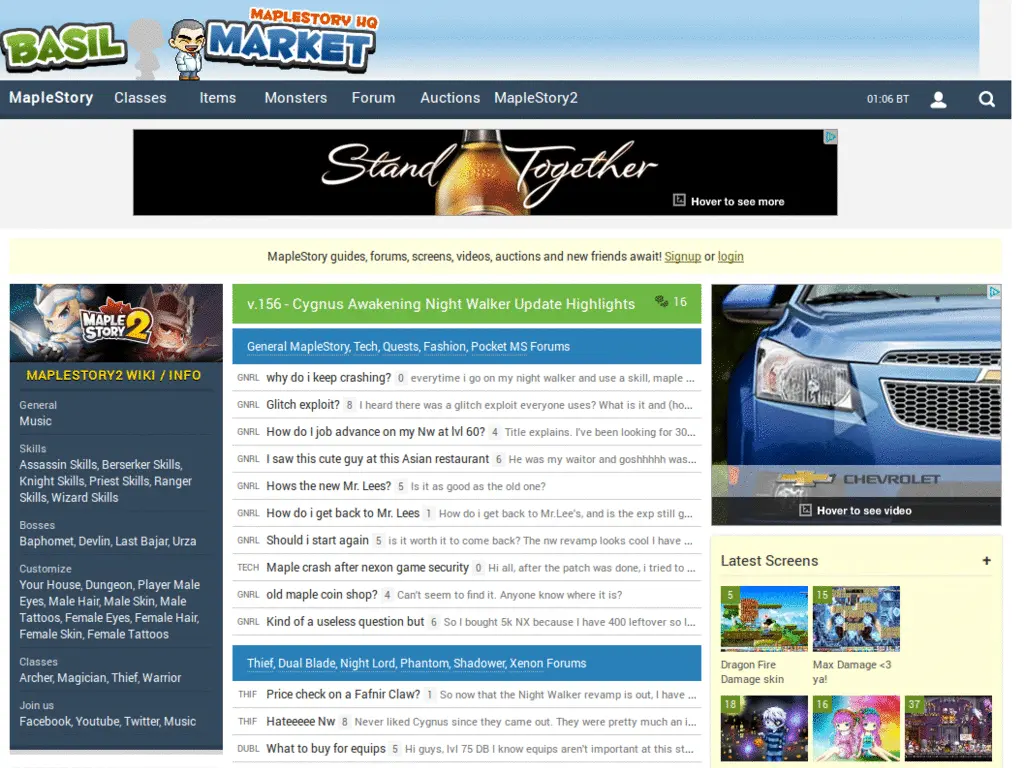 BASIL MARKET
MAPLESTORY HQ
MapleStory Classes Items Monsters Forum Auctions MapleStory2 01:06 BT
Stand Together
Hover to see more
MapleStory guides, forums, screens, videos, auctions and new friends await! Signup or login
MAPLE STORY 2
MAPLESTORY2 WIKI / INFO
General
Music
Skills
Assassin Skills, Berserker Skills,
Knight Skills, Priest Skills, Ranger
Skills, Wizard Skills
Bosses
Baphomet, Devlin, Last Bajar, Urza
Customize
Your House, Dungeon, Player Male
Eyes, Male Hair, Male Skin, Male
Tattoos, Female Eyes, Female Hair,
Female Skin, Female Tattoos
Classes
Archer, Magician, Thief, Warrior
Join us
Facebook, Youtube, Twitter, Music
v.156 - Cygnus Awakening Night Walker Update Highlights 16
General MapleStory, Tech, Quests, Fashion, Pocket MS Forums
GNRL why do i keep crashing? 0 everytime i go on my night walker and use a skill, maple ...
GNRL Glitch exploit? 8 I heard there was a glitch exploit everyone uses? What is it and (ho...
GNRL How do I job advance on my Nw at lvl 60? 4 Title explains. I've been looking for 30...
GNRL I saw this cute guy at this Asian restaurant 6 He was my waitor and goshhhhh was...
GNRL Hows the new Mr. Lees? 5 Is it as good as the old one?
GNRL How do i get back to Mr. Lees 1 How do i get back to Mr.Lee's, and is the exp still g...
GNRL Should i start again 5 is it worth it to come back? The nw revamp looks cool I have ...
TECH Maple crash after nexon game security 0 Hi all, after the patch was done, i tried to ...
GNRL old maple coin shop? 4 Can't seem to find it. Anyone know where it is?
GNRL Kind of a useless question but 6 So I bought 5k NX because I have 400 leftover so I...
Thief, Dual Blade, Night Lord, Phantom, Shadower, Xenon Forums
THIF Price check on a Fafnir Claw? 1 So now that the Night Walker revamp is out, I have ...
THIF Hateeeee Nw 8 Never liked Cygnus since they came out. They were pretty much an i...
DUBL What to buy for equips 5 Hi guys, lvl 75 DB I know equips aren't important at this st...
CHEVROLET
Hover to see video
Latest Screens +
5 15
Dragon Fire
Damage skin
Max Damage <3
ya!
18 16 37